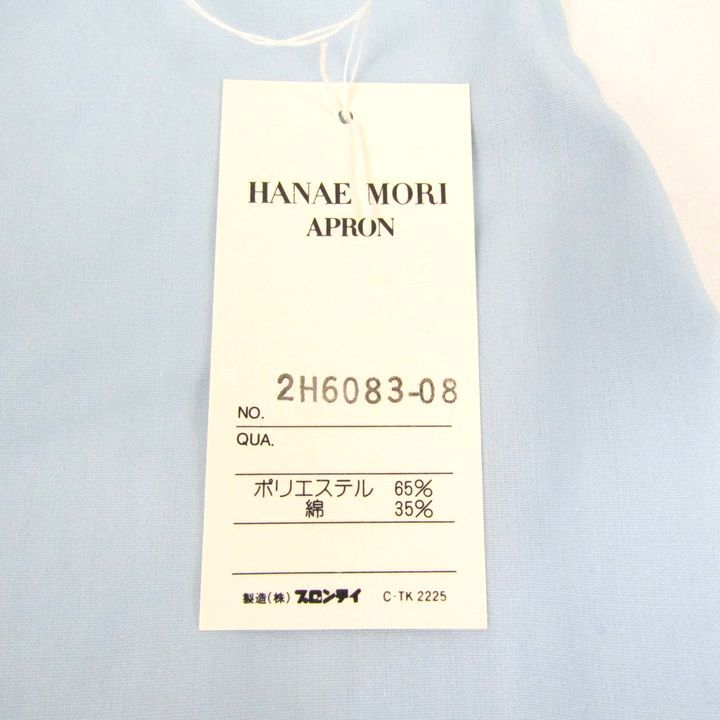 HANAE MORI
APRON
NO. 2H6083-08
QUA.
ポリエステル 65%
綿 35%
製造(株) ブロンテイ C-TK 2225